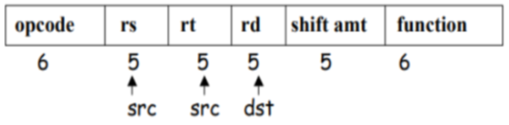 opcode rs rt rd shift amt function
6 5 5 5 5 6
src src dst